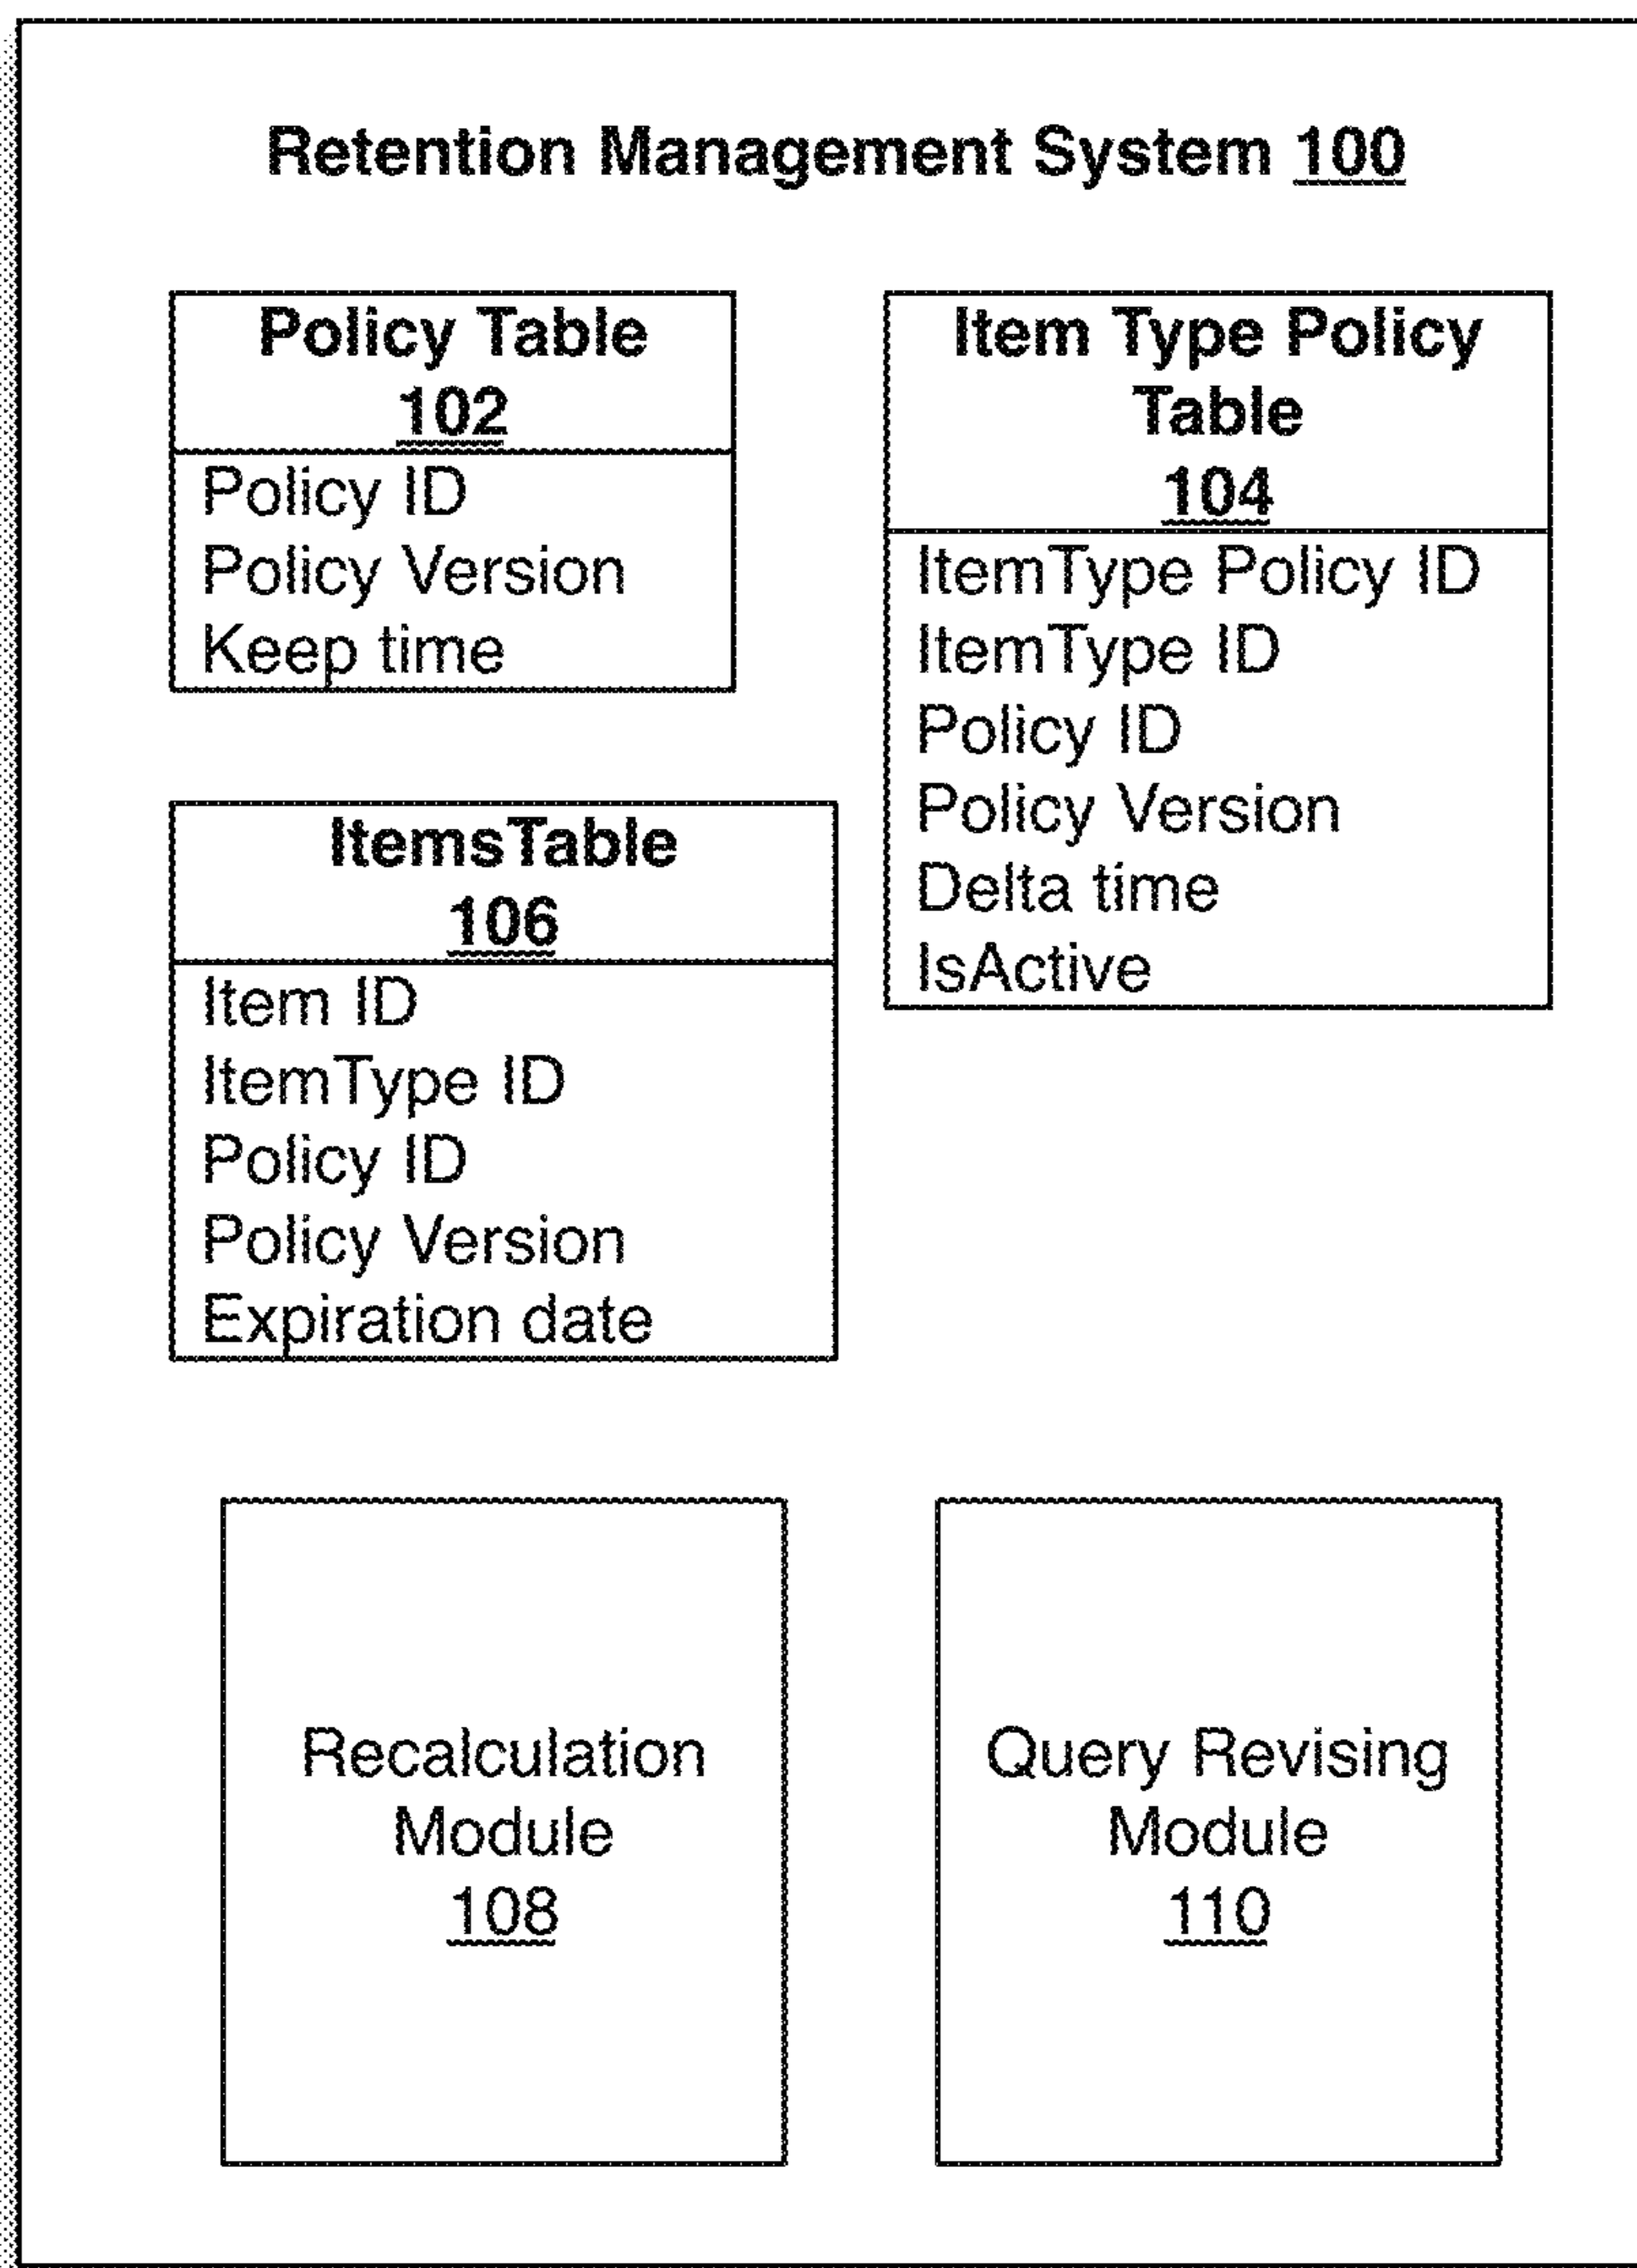 Retention Management System 100
Policy Table
102
Policy ID
Policy Version
Keep time
Item Type Policy
Table
104
ItemType Policy ID
ItemType ID
Policy ID
Policy Version
Delta time
IsActive
ItemsTable
106
Item ID
ItemType ID
Policy ID
Policy Version
Expiration date
Recalculation
Module
108
Query Revising
Module
110